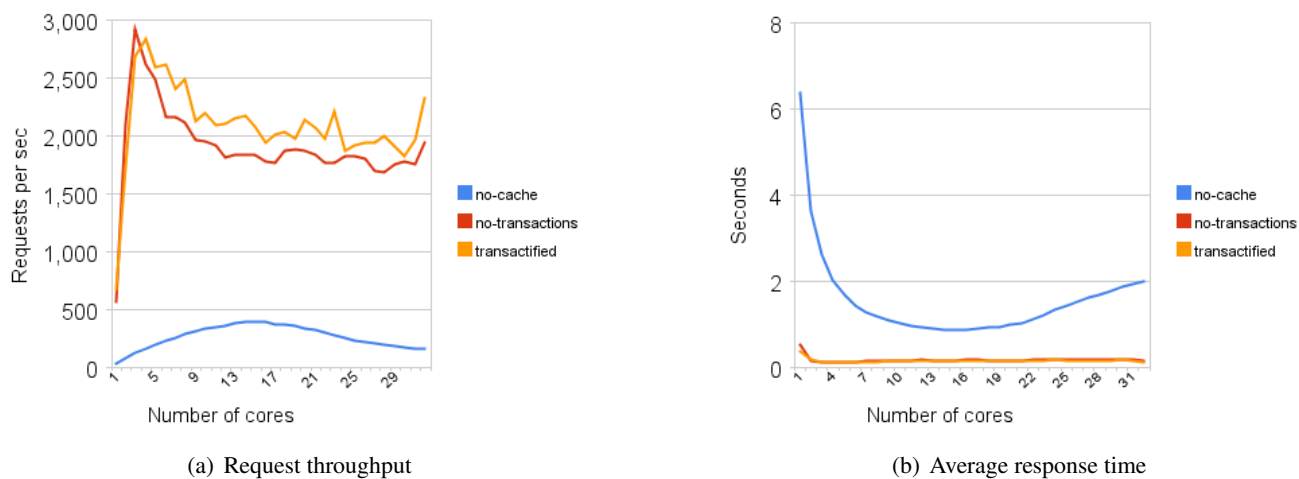 3,000
2,500
2,000
1,500
1,000
500
0
Requests per sec
1
5
9
13
17
21
25
29
Number of cores
no-cache
no-transactions
transactified
(a) Request throughput
8
6
4
2
0
Seconds
1
4
7
10
13
16
19
22
25
28
31
Number of cores
no-cache
no-transactions
transactified
(b) Average response time